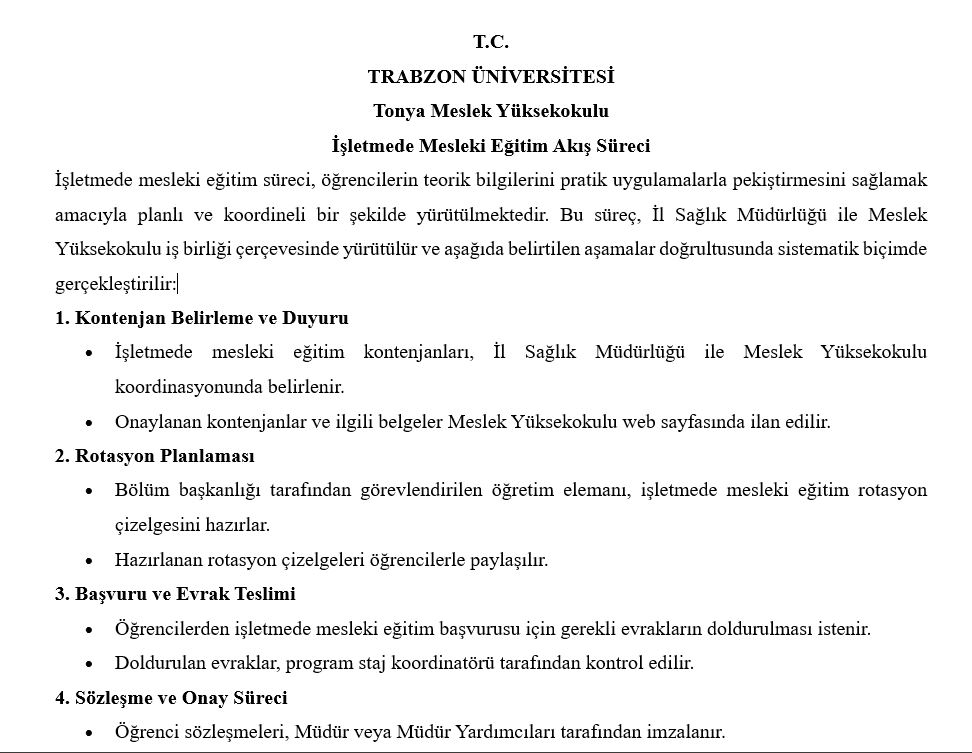 T.C.
TRABZON ÜNİVERSİTESİ
Tonya Meslek Yüksekokulu
İşletmede Mesleki Eğitim Akış Süreci
İşletmede mesleki eğitim süreci, öğrencilerin teorik bilgilerini pratik uygulamalarla pekiştirmesini sağlamak
amacıyla planlı ve koordineli bir şekilde yürütülmektedir. Bu süreç, İl Sağlık Müdürlüğü ile Meslek
Yüksekokulu iş birliği çerçevesinde yürütülür ve aşağıda belirtilen aşamalar doğrultusunda sistematik biçimde
gerçekleştirilir:
1. Kontenjan Belirleme ve Duyuru
• İşletmede mesleki eğitim kontenjanları, İl Sağlık Müdürlüğü ile Meslek Yüksekokulu
koordinasyonunda belirlenir.
• Onaylanan kontenjanlar ve ilgili belgeler Meslek Yüksekokulu web sayfasında ilan edilir.
2. Rotasyon Planlaması
• Bölüm başkanlığı tarafından görevlendirilen öğretim elemanı, işletmede mesleki eğitim rotasyon
çizelgesini hazırlar.
• Hazırlanan rotasyon çizelgeleri öğrencilerle paylaşılır.
3. Başvuru ve Evrak Teslimi
• Öğrencilerden işletmede mesleki eğitim başvurusu için gerekli evrakların doldurulması istenir.
• Doldurulan evraklar, program staj koordinatörü tarafından kontrol edilir.
4. Sözleşme ve Onay Süreci
• Öğrenci sözleşmeleri, Müdür veya Müdür Yardımcıları tarafından imzalanır.